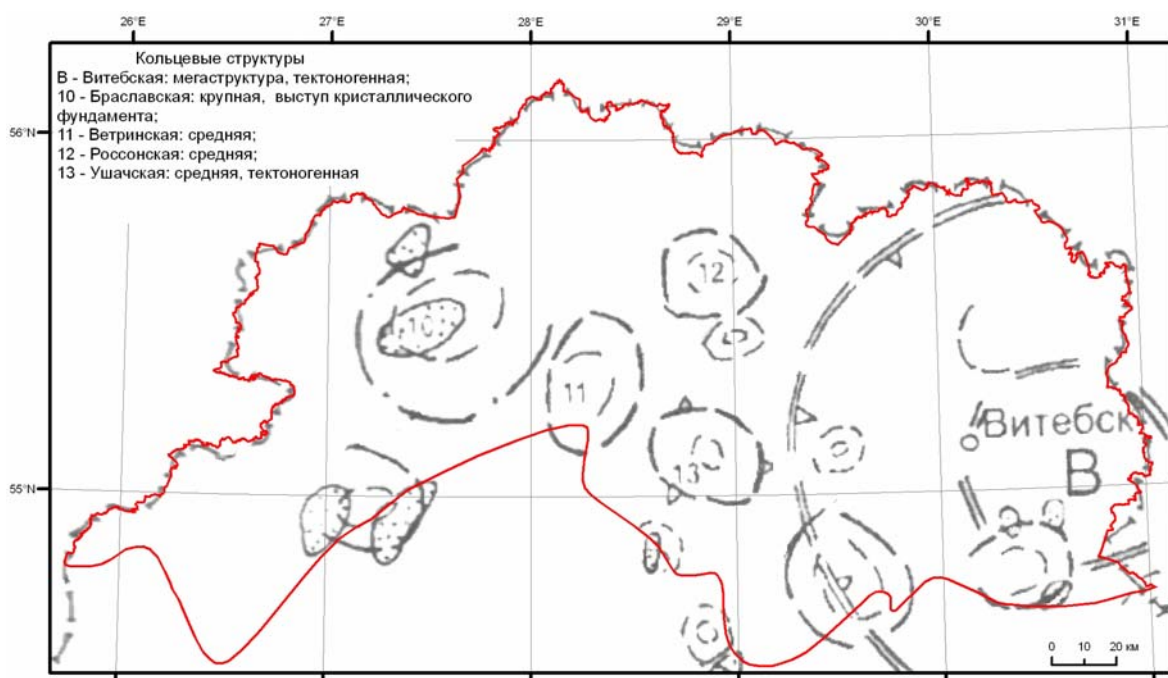 26°E 27°E 28°E 29°E 30°E 31°E
Кольцевые структуры
В - Витебская: мегаструктура, тектоногенная;
10 - Браславская: крупная, выступ кристаллического
фундамента;
11 - Ветринская: средняя;
12 - Россонская: средняя;
13 - Ушачская: средняя, тектоногенная
56°N
12
10
11
Витебск
13
В
55°N
0 10 20 км